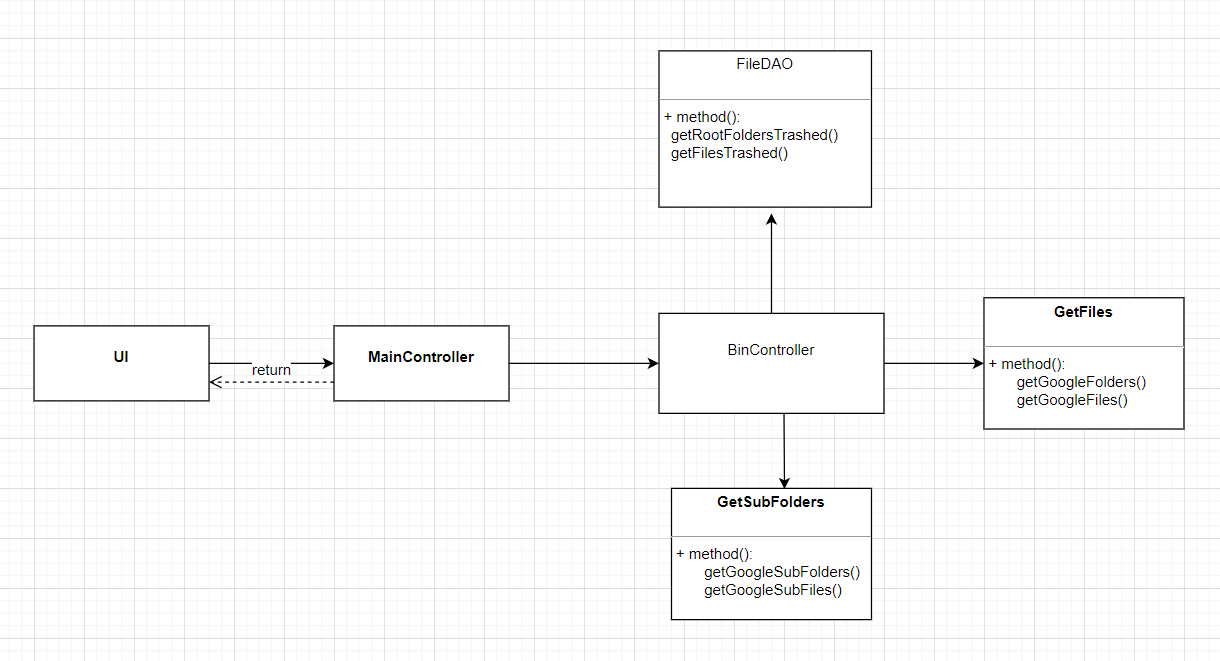 FileDAO
+ method():
getRootFoldersTrashed()
getFilesTrashed()
UI
return
MainController
BinController
GetFiles
+ method():
getGoogleFolders()
getGoogleFiles()
GetSubFolders
+ method():
getGoogleSubFolders()
getGoogleSubFiles()